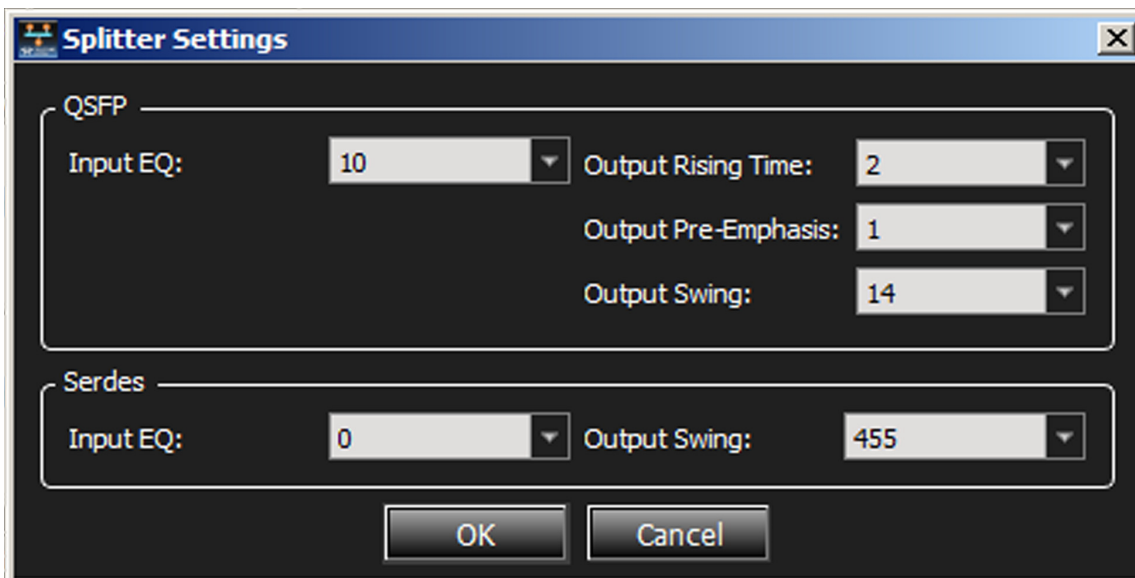 Splitter Settings
QSFP
Input EQ: 10 Output Rising Time: 2
Output Pre-Emphasis: 1
Output Swing: 14
Serdes
Input EQ: 0 Output Swing: 455
OK Cancel